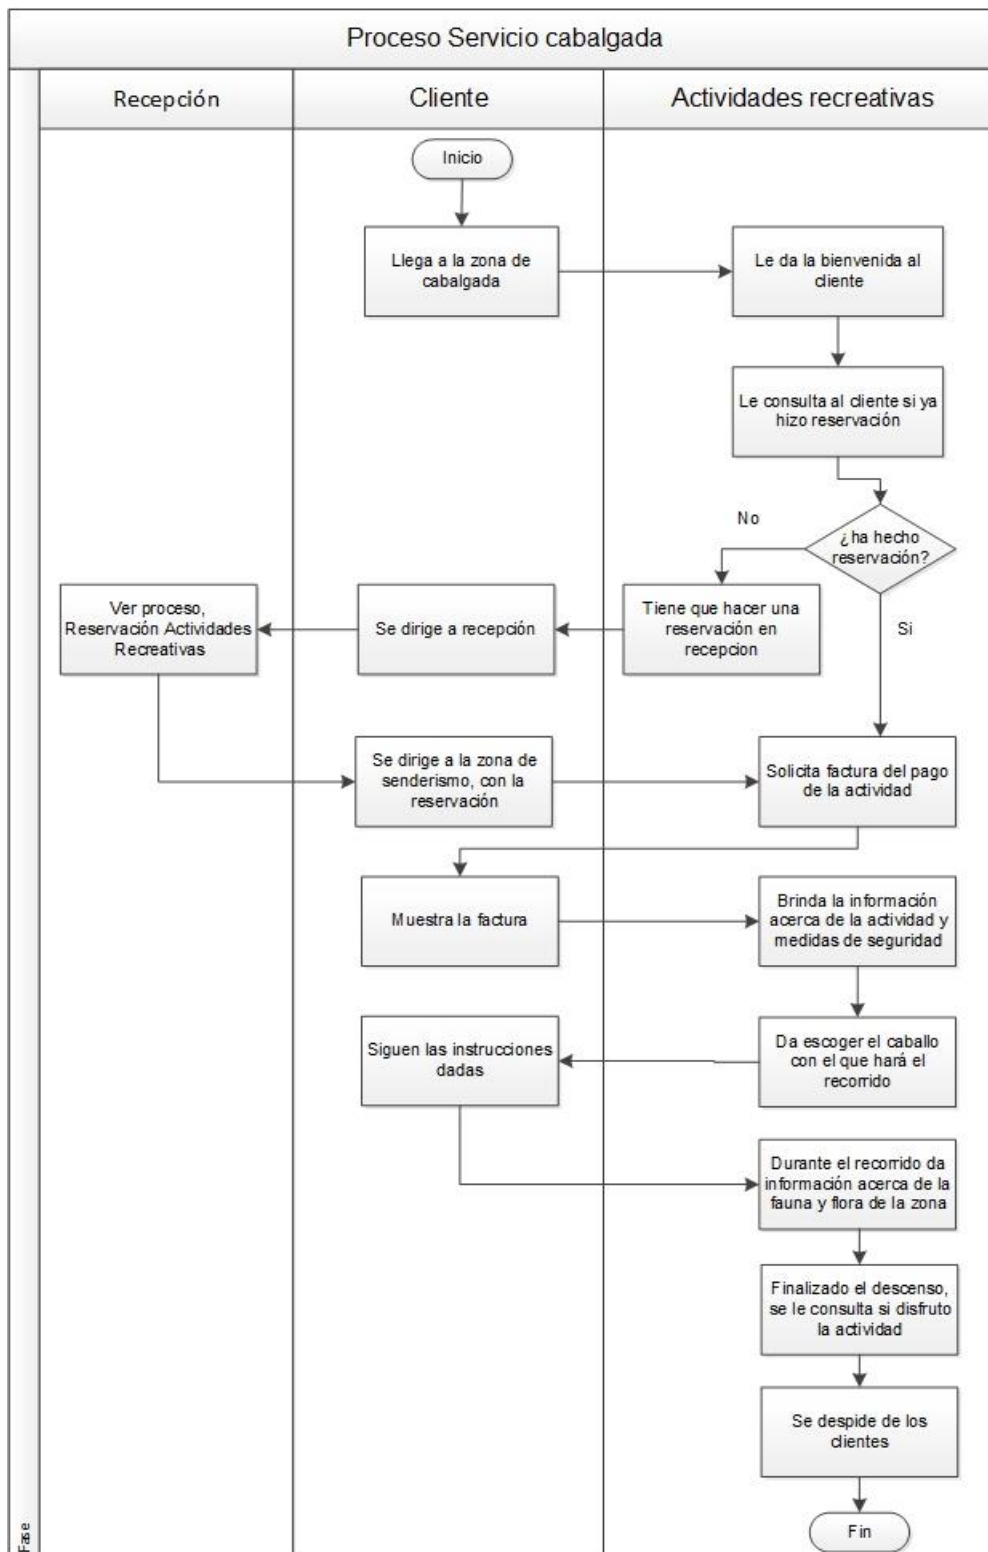 Proceso Servicio cabalgada
Recepción
Cliente
Actividades recreativas
Inicio
Llega a la zona de
cabalgada
Le da la bienvenida al
cliente
Le consulta al cliente si ya
hizo reservación
¿ha hecho
reservación?
No
Si
Tiene que hacer una
reservación en
recepcion
Se dirige a recepción
Ver proceso,
Reservación Actividades
Recreativas
Se dirige a la zona de
senderismo, con la
reservación
Solicita factura del pago
de la actividad
Muestra la factura
Brinda la información
acerca de la actividad y
medidas de seguridad
Da escoger el caballo
con el que hará el
recorrido
Siguen las instrucciones
dadas
Durante el recorrido da
información acerca de la
fauna y flora de la zona
Finalizado el descenso,
se le consulta si disfruto
la actividad
Se despide de los
clientes
Fin
Fase